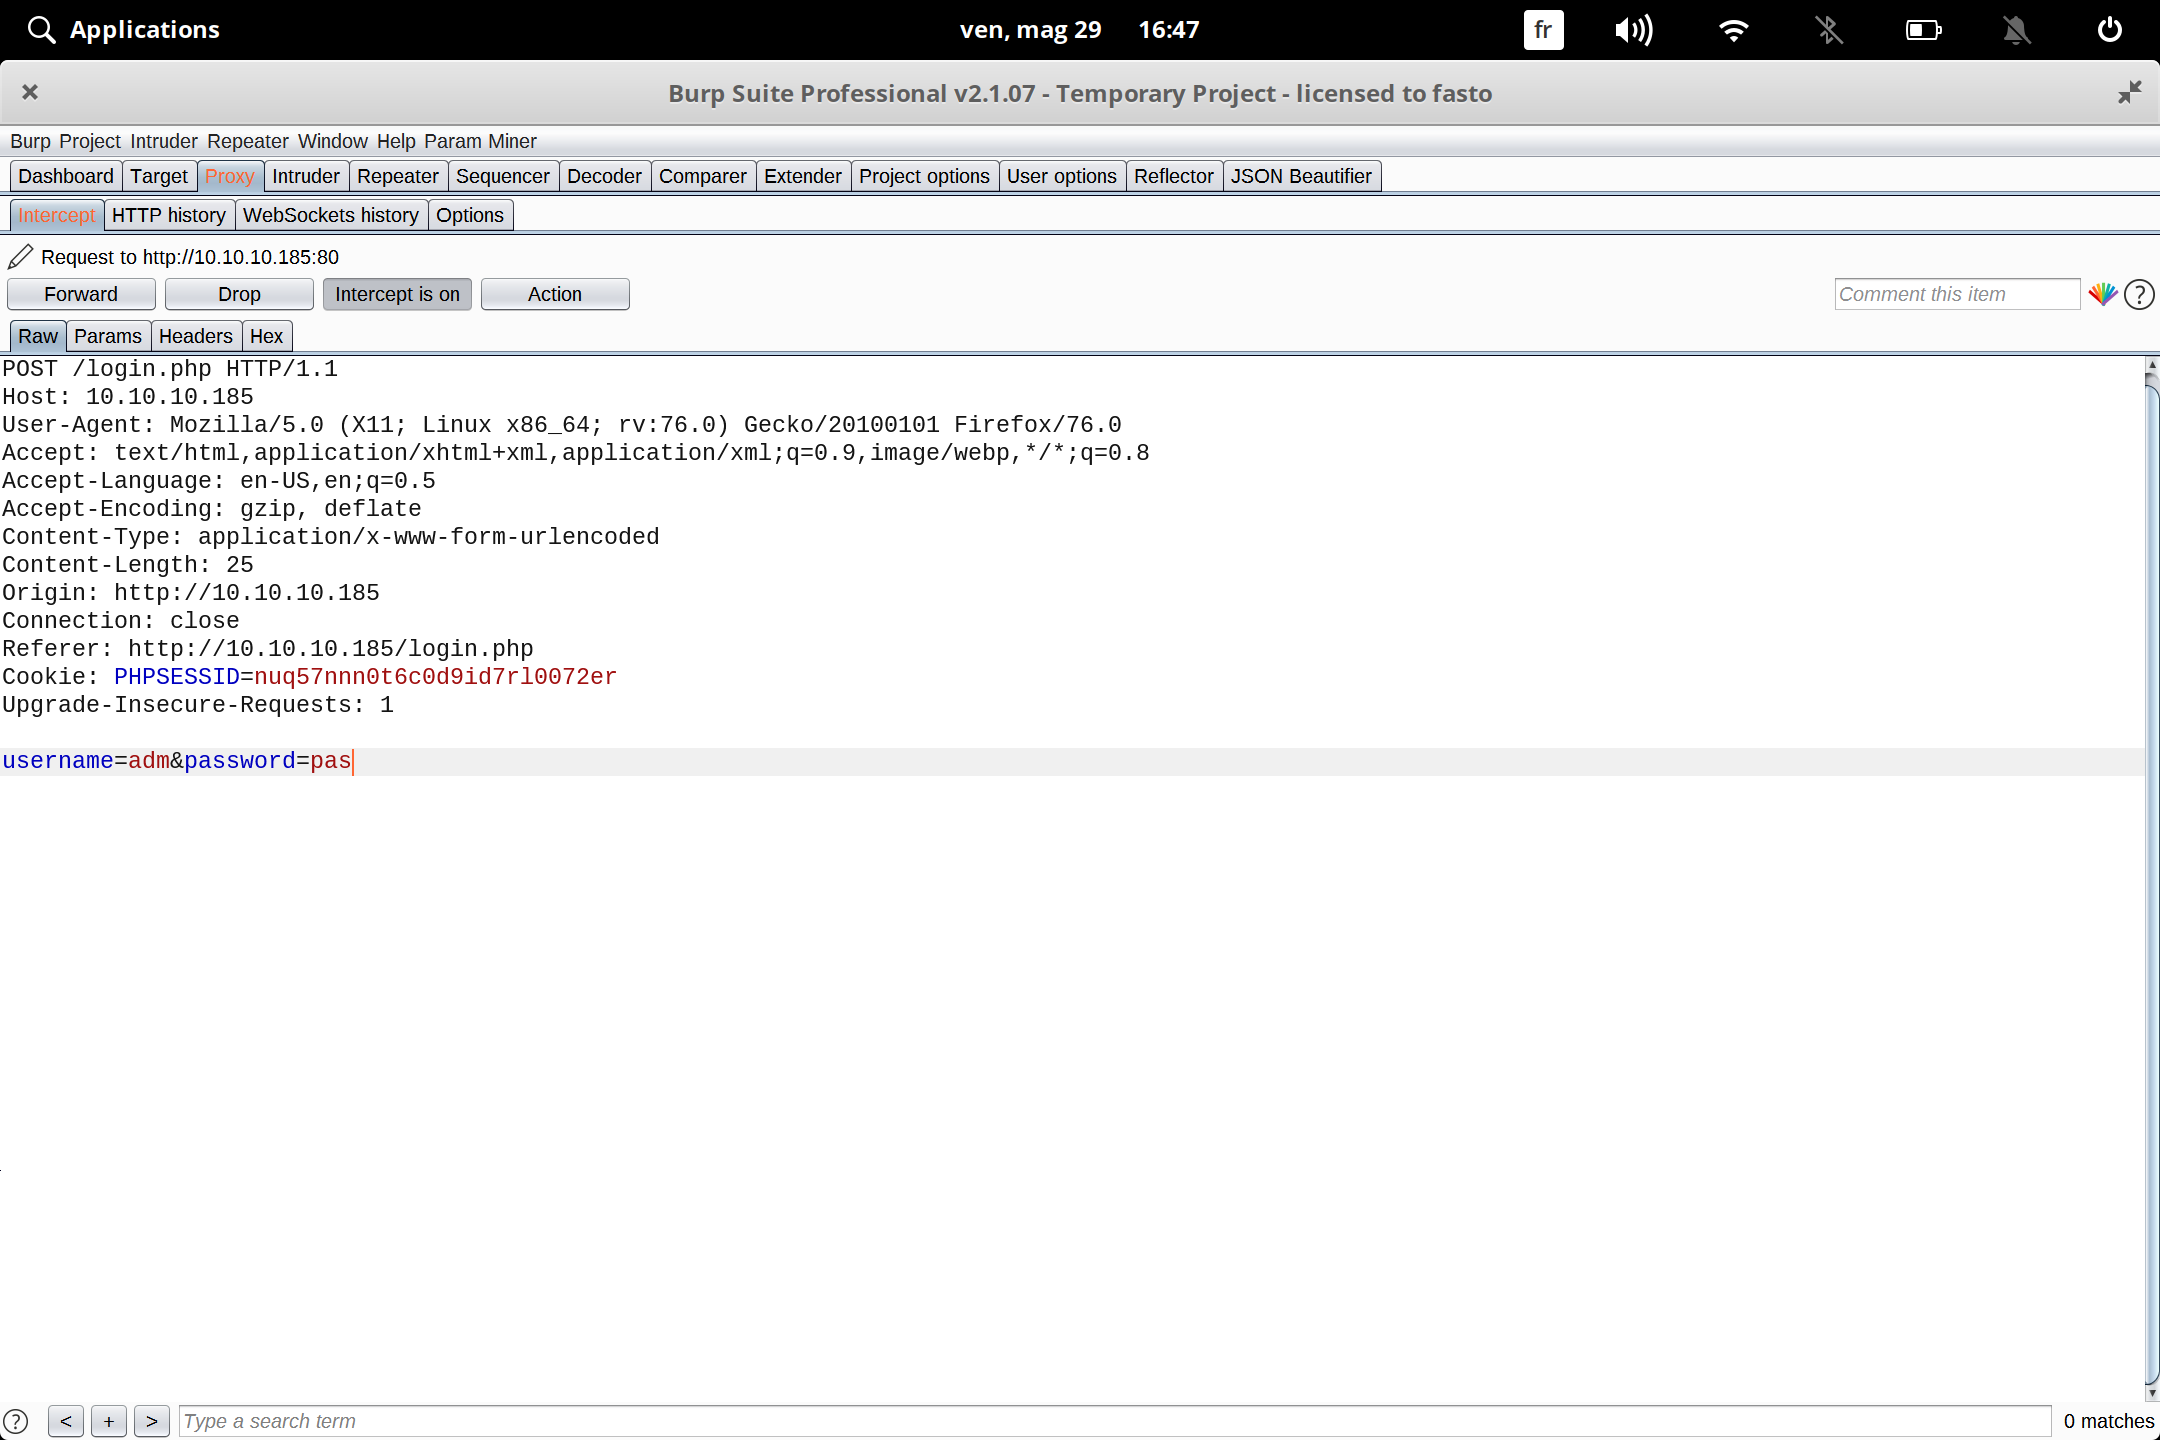 Applications ven, mag 29 16:47 fr
Burp Suite Professional v2.1.07 - Temporary Project - licensed to fasto
Burp Project Intruder Repeater Window Help Param Miner
Dashboard Target Proxy Intruder Repeater Sequencer Decoder Comparer Extender Project options User options Reflector JSON Beautifier
Intercept HTTP history WebSockets history Options
Request to http://10.10.10.185:80
Forward Drop Intercept is on Action Comment this item ?
Raw Params Headers Hex
POST /login.php HTTP/1.1
Host: 10.10.10.185
User-Agent: Mozilla/5.0 (X11; Linux x86_64; rv:76.0) Gecko/20100101 Firefox/76.0
Accept: text/html,application/xhtml+xml,application/xml;q=0.9,image/webp,*/*;q=0.8
Accept-Language: en-US,en;q=0.5
Accept-Encoding: gzip, deflate
Content-Type: application/x-www-form-urlencoded
Content-Length: 25
Origin: http://10.10.10.185
Connection: close
Referer: http://10.10.10.185/login.php
Cookie: PHPSESSID=nuq57nnn0t6c0d9id7rl0072er
Upgrade-Insecure-Requests: 1
username=adm&password=pas
? < + > Type a search term 0 matches